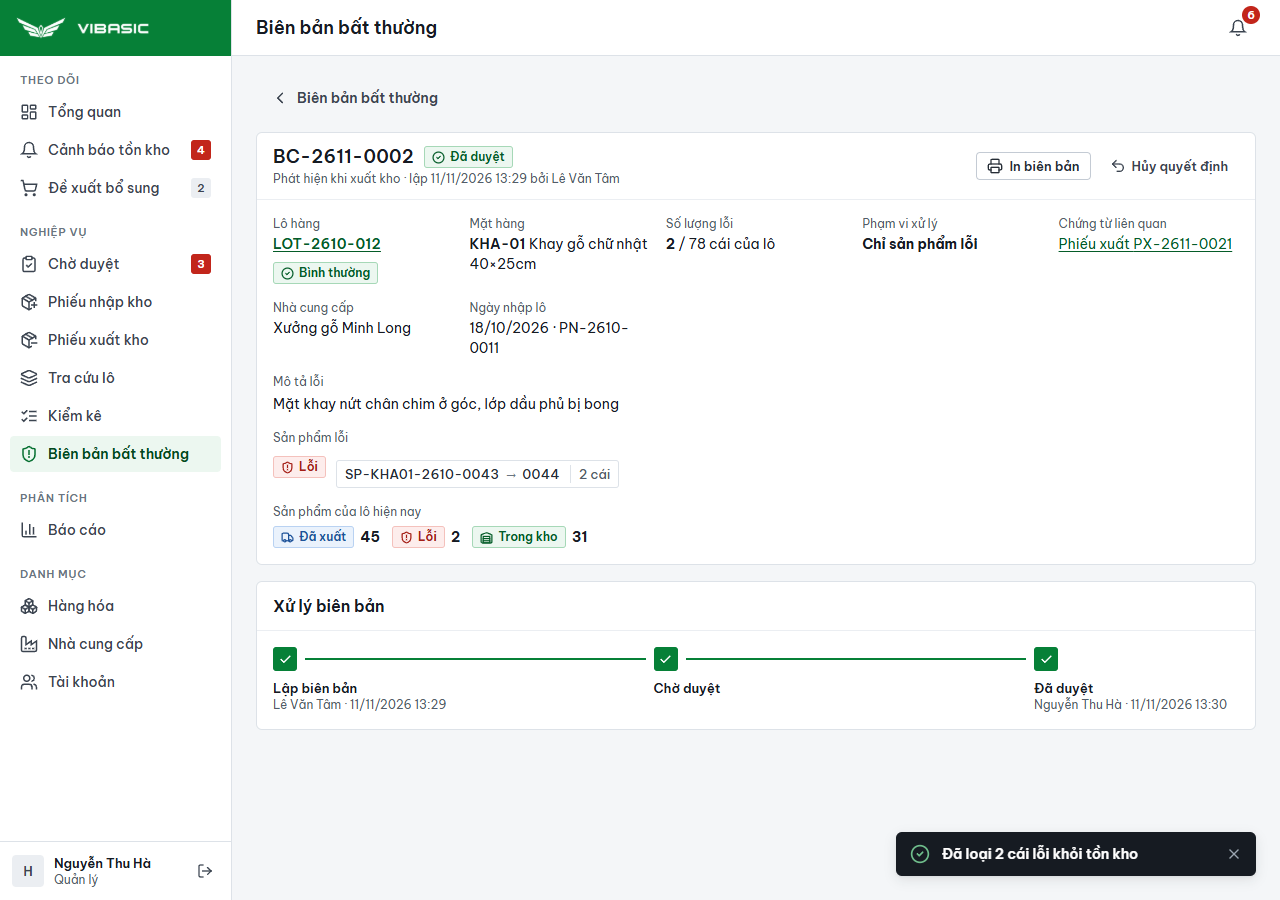 VIBASIC
Biên bản bất thường
6
THEO DÕI
Tổng quan
Cảnh báo tồn kho 4
Đề xuất bổ sung 2
NGHIỆP VỤ
Chờ duyệt 3
Phiếu nhập kho
Phiếu xuất kho
Tra cứu lô
Kiểm kê
Biên bản bất thường
PHÂN TÍCH
Báo cáo
DANH MỤC
Hàng hóa
Nhà cung cấp
Tài khoản
H
Nguyễn Thu Hà
Quản lý
Biên bản bất thường
BC-2611-0002 Đã duyệt
Phát hiện khi xuất kho · lập 11/11/2026 13:29 bởi Lê Văn Tâm
In biên bản Hủy quyết định
Lô hàng
LOT-2610-012
Bình thường
Mặt hàng
KHA-01 Khay gỗ chữ nhật
40×25cm
Số lượng lỗi
2 / 78 cái của lô
Phạm vi xử lý
Chỉ sản phẩm lỗi
Chứng từ liên quan
Phiếu xuất PX-2611-0021
Nhà cung cấp
Xưởng gỗ Minh Long
Ngày nhập lô
18/10/2026 · PN-2610-
0011
Mô tả lỗi
Mặt khay nứt chân chim ở góc, lớp dầu phủ bị bong
Sản phẩm lỗi
Lỗi SP-KHA01-2610-0043 → 0044 2 cái
Sản phẩm của lô hiện nay
Đã xuất 45 Lỗi 2 Trong kho 31
Xử lý biên bản
Lập biên bản
Lê Văn Tâm · 11/11/2026 13:29
Chờ duyệt
Đã duyệt
Nguyễn Thu Hà · 11/11/2026 13:30
Đã loại 2 cái lỗi khỏi tồn kho